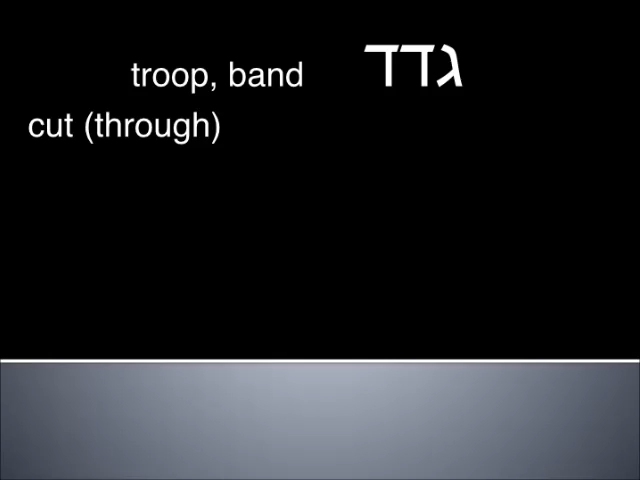 troop, band גדד
cut (through)